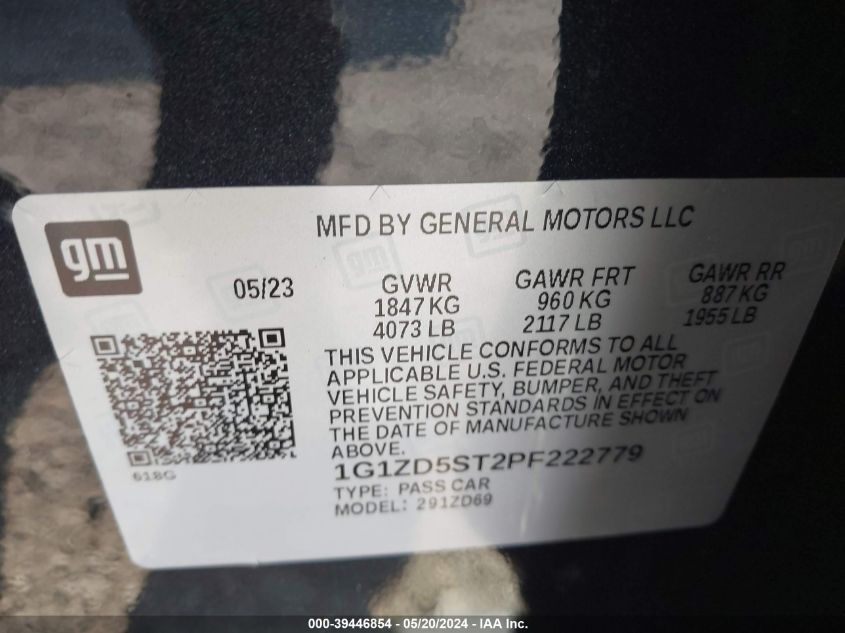 gm
MFD BY GENERAL MOTORS LLC
05/23
GVWR
1847 KG
4073 LB
GAWR FRT
960 KG
2117 LB
GAWR RR
887 KG
1955 LB
THIS VEHICLE CONFORMS TO ALL
APPLICABLE U.S. FEDERAL MOTOR
VEHICLE SAFETY, BUMPER, AND THEFT
PREVENTION STANDARDS IN EFFECT ON
THE DATE OF MANUFACTURE SHOWN
ABOVE.
1G1ZD5ST2PF222779
TYPE: PASS CAR
MODEL: 291ZD69
618G
000-39446854 - 05/20/2024 - IAA Inc.